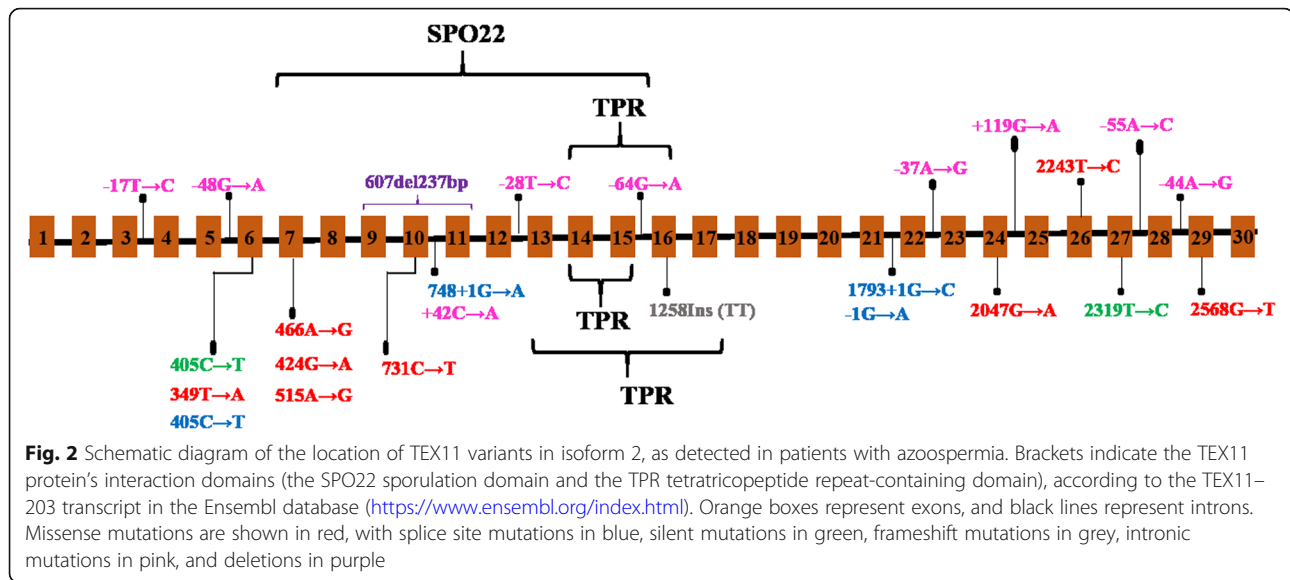 SPO22
TPR
+119G→A
-55A→C
-17T→C
-48G→A
607del237bp
-28T→C
-64G→A
-37A→G
2243T→C
-44A→G
1 2 3 4 5 6 7 8 9 10 11 12 13 14 15 16 17 18 19 20 21 22 23 24 25 26 27 28 29 30
405C→T
349T→A
405C→T
466A→G
424G→A
515A→G
731C→T
748+1G→A
+42C→A
TPR
TPR
1258Ins (TT)
1793+1G→C
-1G→A
2047G→A
2319T→C
2568G→T
Fig. 2 Schematic diagram of the location of TEX11 variants in isoform 2, as detected in patients with azoospermia. Brackets indicate the TEX11
protein's interaction domains (the SPO22 sporulation domain and the TPR tetratricopeptide repeat-containing domain), according to the TEX11–
203 transcript in the Ensembl database (https://www.ensembl.org/index.html). Orange boxes represent exons, and black lines represent introns.
Missense mutations are shown in red, with splice site mutations in blue, silent mutations in green, frameshift mutations in grey, intronic
mutations in pink, and deletions in purple